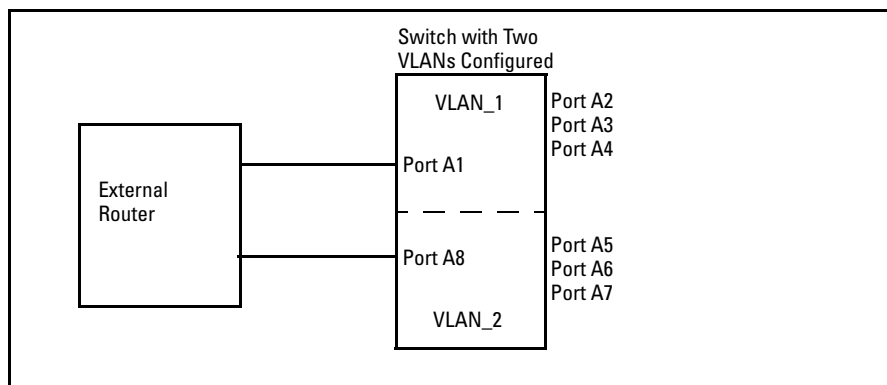 Switch with Two
VLANs Configured
VLAN_1
Port A2
Port A3
Port A4
Port A1
External
Router
Port A8
Port A5
Port A6
Port A7
VLAN_2